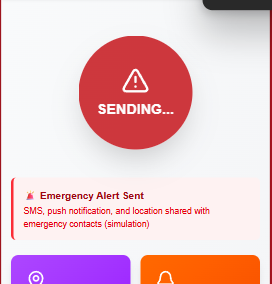 SENDING...
Emergency Alert Sent
SMS, push notification, and location shared with
emergency contacts (simulation)